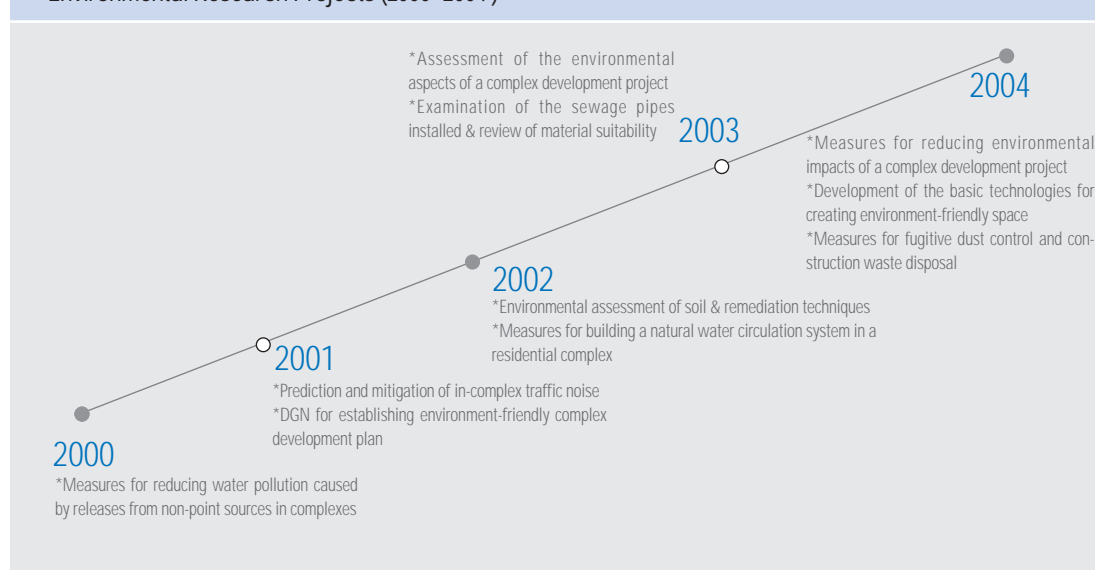 Environmental Research Projects (2000~2004)
*Assessment of the environmental
aspects of a complex development project
*Examination of the sewage pipes
installed & review of material suitability
2003
2004
*Measures for reducing environmental
impacts of a complex development project
*Development of the basic technologies for
creating environment-friendly space
*Measures for fugitive dust control and con-
struction waste disposal
2002
*Environmental assessment of soil & remediation techniques
*Measures for building a natural water circulation system in a
residential complex
2001
*Prediction and mitigation of in-complex traffic noise
*DGN for establishing environment-friendly complex
development plan
2000
*Measures for reducing water pollution caused
by releases from non-point sources in complexes